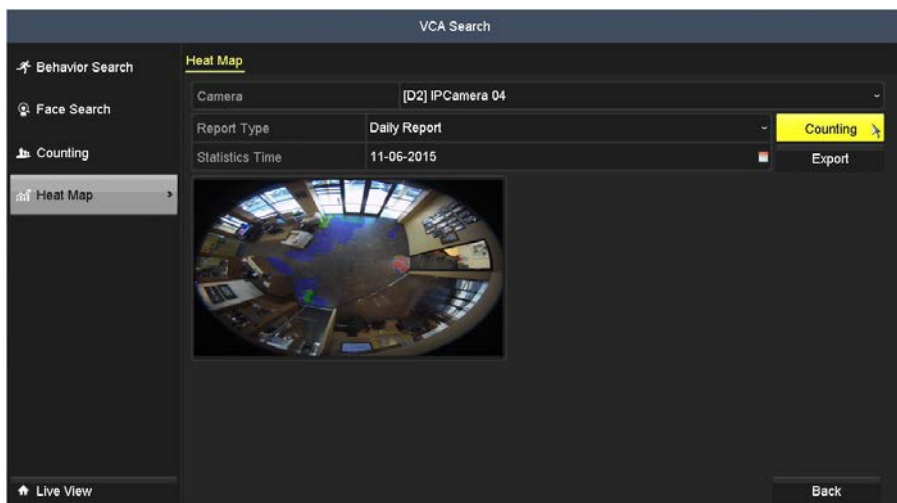 VCA Search
Behavior Search
Face Search
Counting
Heat Map
Live View
Heat Map
Camera [D2] IPCamera 04
Report Type Daily Report Counting
Statistics Time 11-06-2015 Export
Back